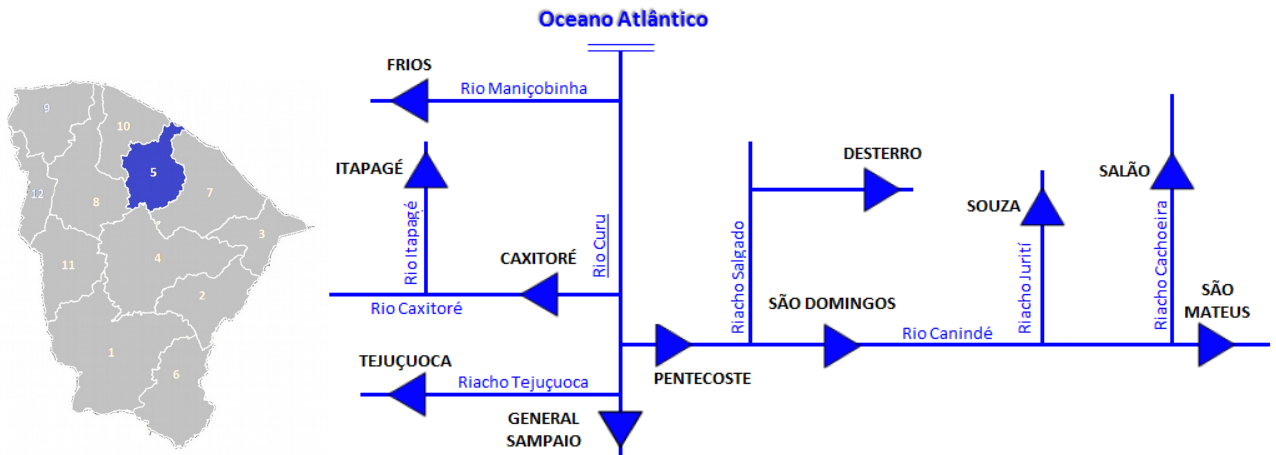 Oceano Atlântico
FRIOS
Rio Maniçobinha
ITAPAGÉ
Rio Itapagé
CAXITORÉ
Rio Curu
Rio Caxitoré
TEJUÇUOCA
Riacho Tejuçuoca
GENERAL
SAMPAIO
PENTECOSTE
Riacho Salgado
DESTERRO
SÃO DOMINGOS
Rio Canindé
SOUZA
Riacho Jurití
SALÃO
Riacho Cachoeira
SÃO
MATEUS
9
10
5
12
8
7
3
11
4
2
1
6